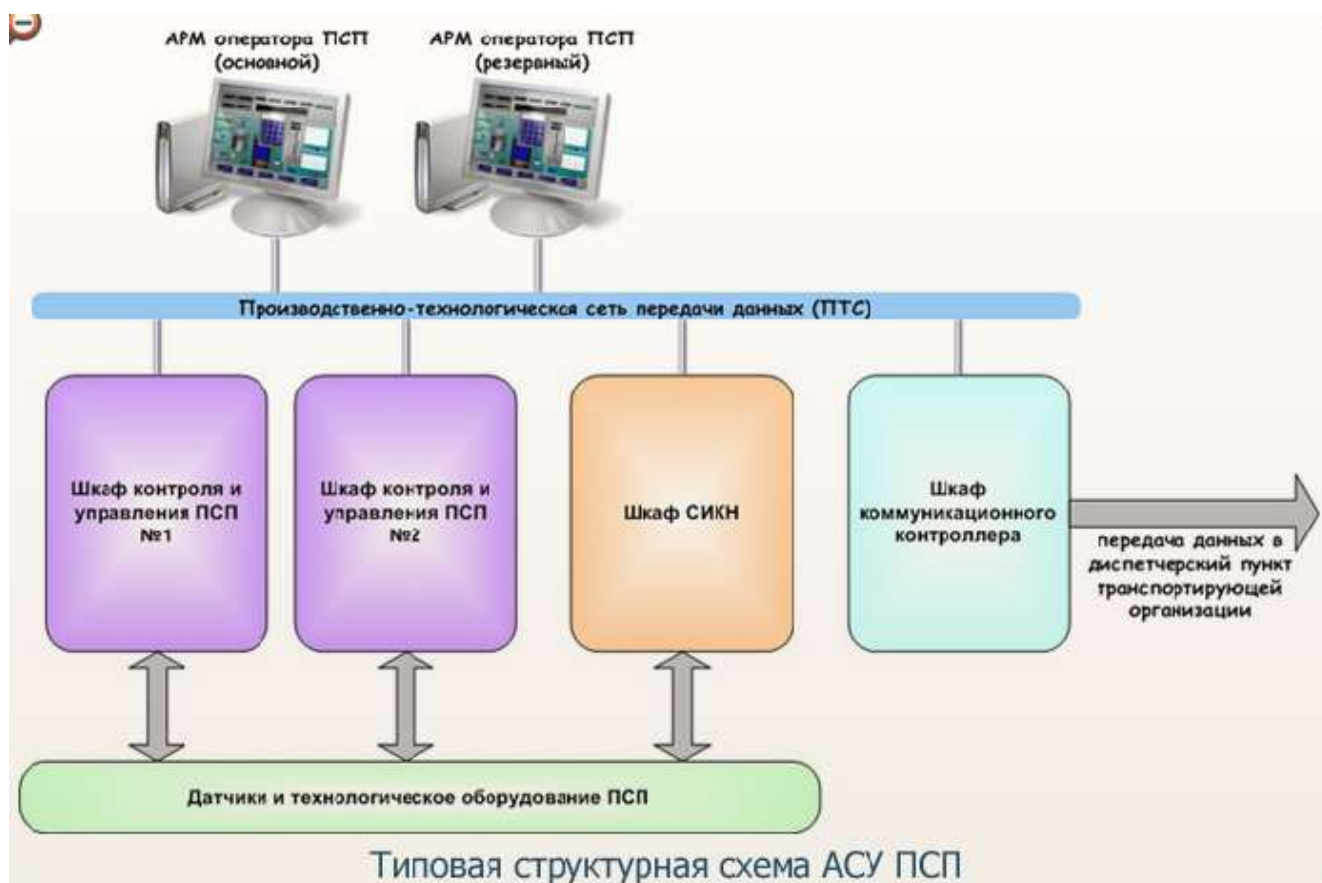 АРМ оператора ПСП
(основной)
АРМ оператора ПСП
(резервный)
Производственно-технологическая сеть передачи данных (ПТС)
Шкаф контроля и
управления ПСП
№1
Шкаф контроля и
управления ПСП
№2
Шкаф СИКН
Шкаф
коммуникационного
контроллера
передача данных в
диспетчерский пункт
транспортирующей
организации
Датчики и технологическое оборудование ПСП
Типовая структурная схема АСУ ПСП